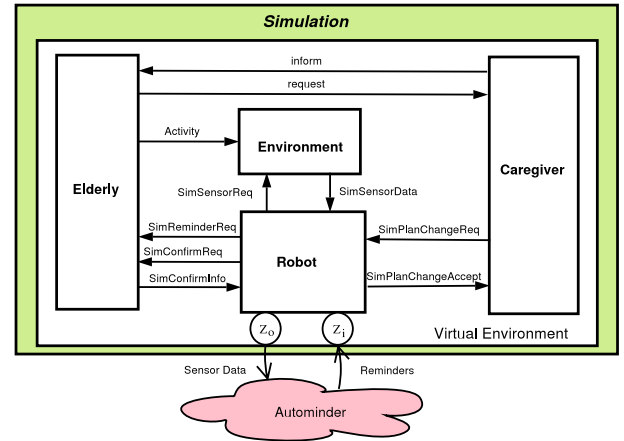 Simulation
inform
request
Activity
Environment
Elderly
Caregiver
SimSensorReq
SimSensorData
SimReminderReq
SimPlanChangeReq
SimConfirmReq
Robot
SimConfirmInfo
SimPlanChangeAccept
Zo
Zi
Virtual Environment
Sensor Data
Reminders
Autominder